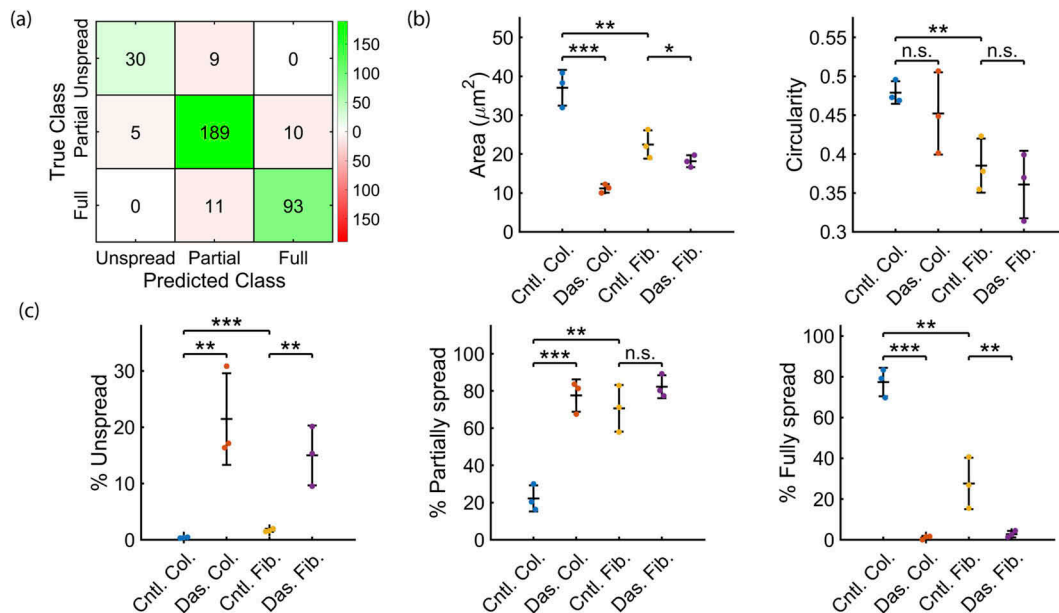 (a)
True Class
Unspread
Partial
Full
30 9 0
5 189 10
0 11 93
Unspread Partial Full
Predicted Class
150
100
50
0
50
100
150
(b)
Area (μm²)
50
40
30
20
10
0
**
***
*
Cntl. Col.
Das. Col.
Cntl. Fib.
Das. Fib.
Circularity
0.55
0.5
0.45
0.4
0.35
0.3
**
n.s.
n.s.
Cntl. Col.
Das. Col.
Cntl. Fib.
Das. Fib.
(c)
% Unspread
30
20
10
0
***
**
**
Cntl. Col.
Das. Col.
Cntl. Fib.
Das. Fib.
% Partially spread
100
80
60
40
20
0
**
***
n.s.
Cntl. Col.
Das. Col.
Cntl. Fib.
Das. Fib.
% Fully spread
100
80
60
40
20
0
**
***
**
Cntl. Col.
Das. Col.
Cntl. Fib.
Das. Fib.